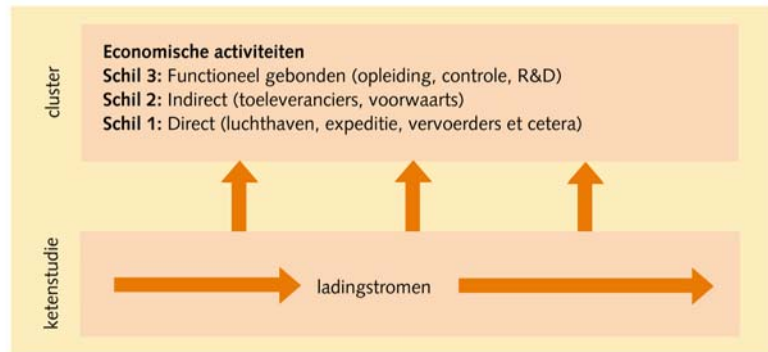 cluster
Economische activiteiten
Schil 3: Functioneel gebonden (opleiding, controle, R&D)
Schil 2: Indirect (toeleveranciers, voorwaarts)
Schil 1: Direct (luchthaven, expeditie, vervoerders et cetera)
ketenstudie
ladingstromen